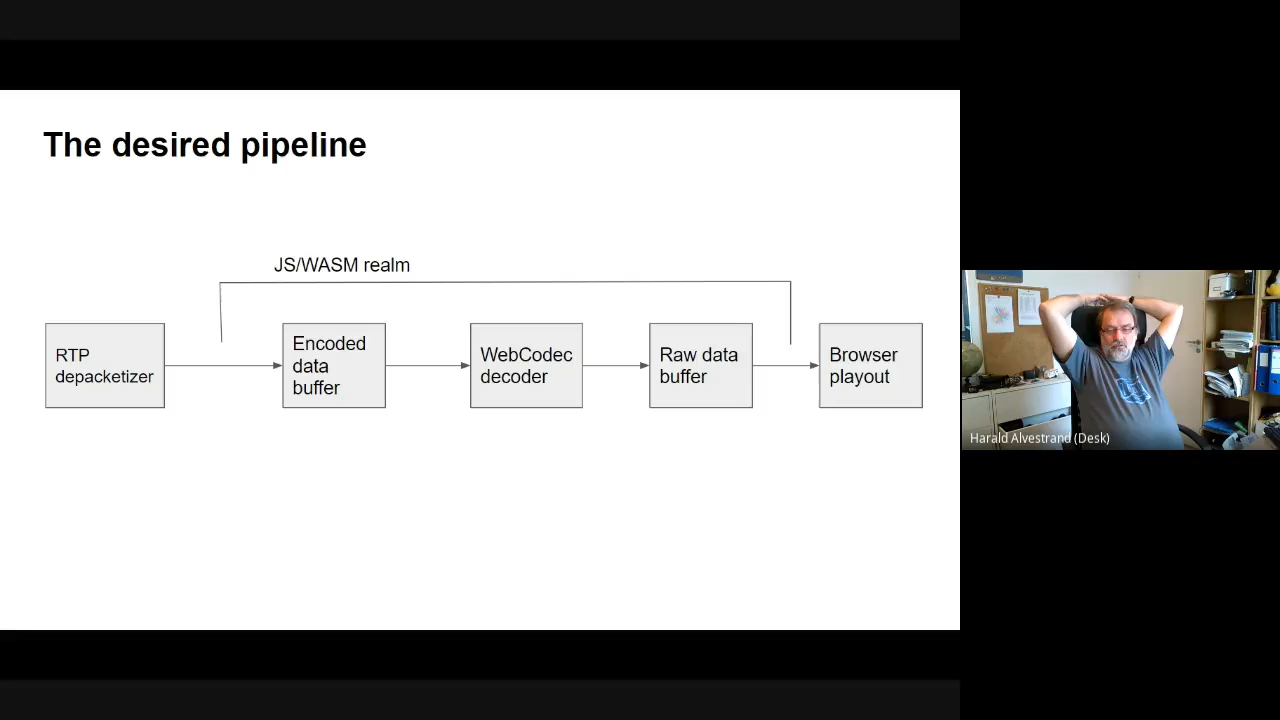 The desired pipeline
JS/WASM realm
RTP
depacketizer
Encoded
data
buffer
WebCodec
decoder
Raw data
buffer
Browser
playout
Harald Alvestrand (Desk)